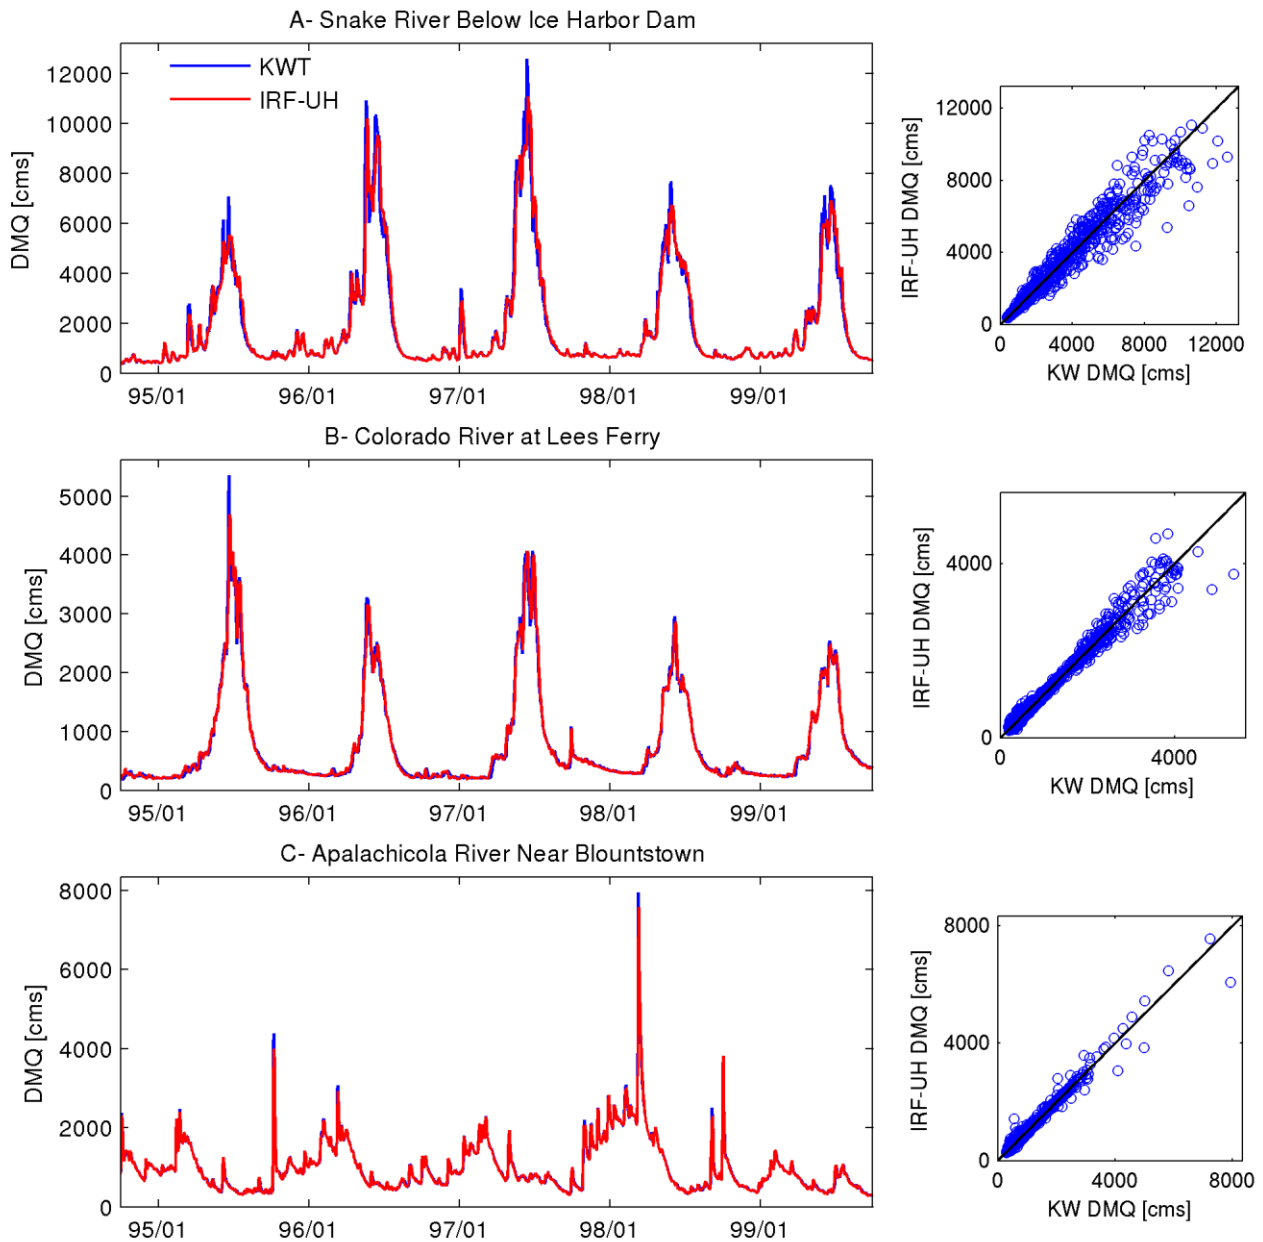 A- Snake River Below Ice Harbor Dam
KWT
IRF-UH
DMQ [cms]
12000
10000
8000
6000
4000
2000
0
95/01 96/01 97/01 98/01 99/01
IRF-UH DMQ [cms]
12000
8000
4000
0
0 4000 8000 12000
KW DMQ [cms]
B- Colorado River at Lees Ferry
DMQ [cms]
5000
4000
3000
2000
1000
0
95/01 96/01 97/01 98/01 99/01
IRF-UH DMQ [cms]
4000
0
0 4000
KW DMQ [cms]
C- Apalachicola River Near Blountstown
DMQ [cms]
8000
6000
4000
2000
0
95/01 96/01 97/01 98/01 99/01
IRF-UH DMQ [cms]
8000
4000
0
0 4000 8000
KW DMQ [cms]